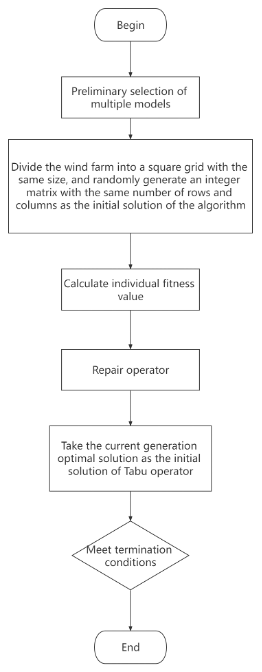 Begin
Preliminary selection of
multiple models
Divide the wind farm into a square grid with the
same size, and randomly generate an integer
matrix with the same number of rows and
columns as the initial solution of the algorithm
Calculate individual fitness
value
Repair operator
Take the current generation
optimal solution as the initial
solution of Tabu operator
Meet termination
conditions
End